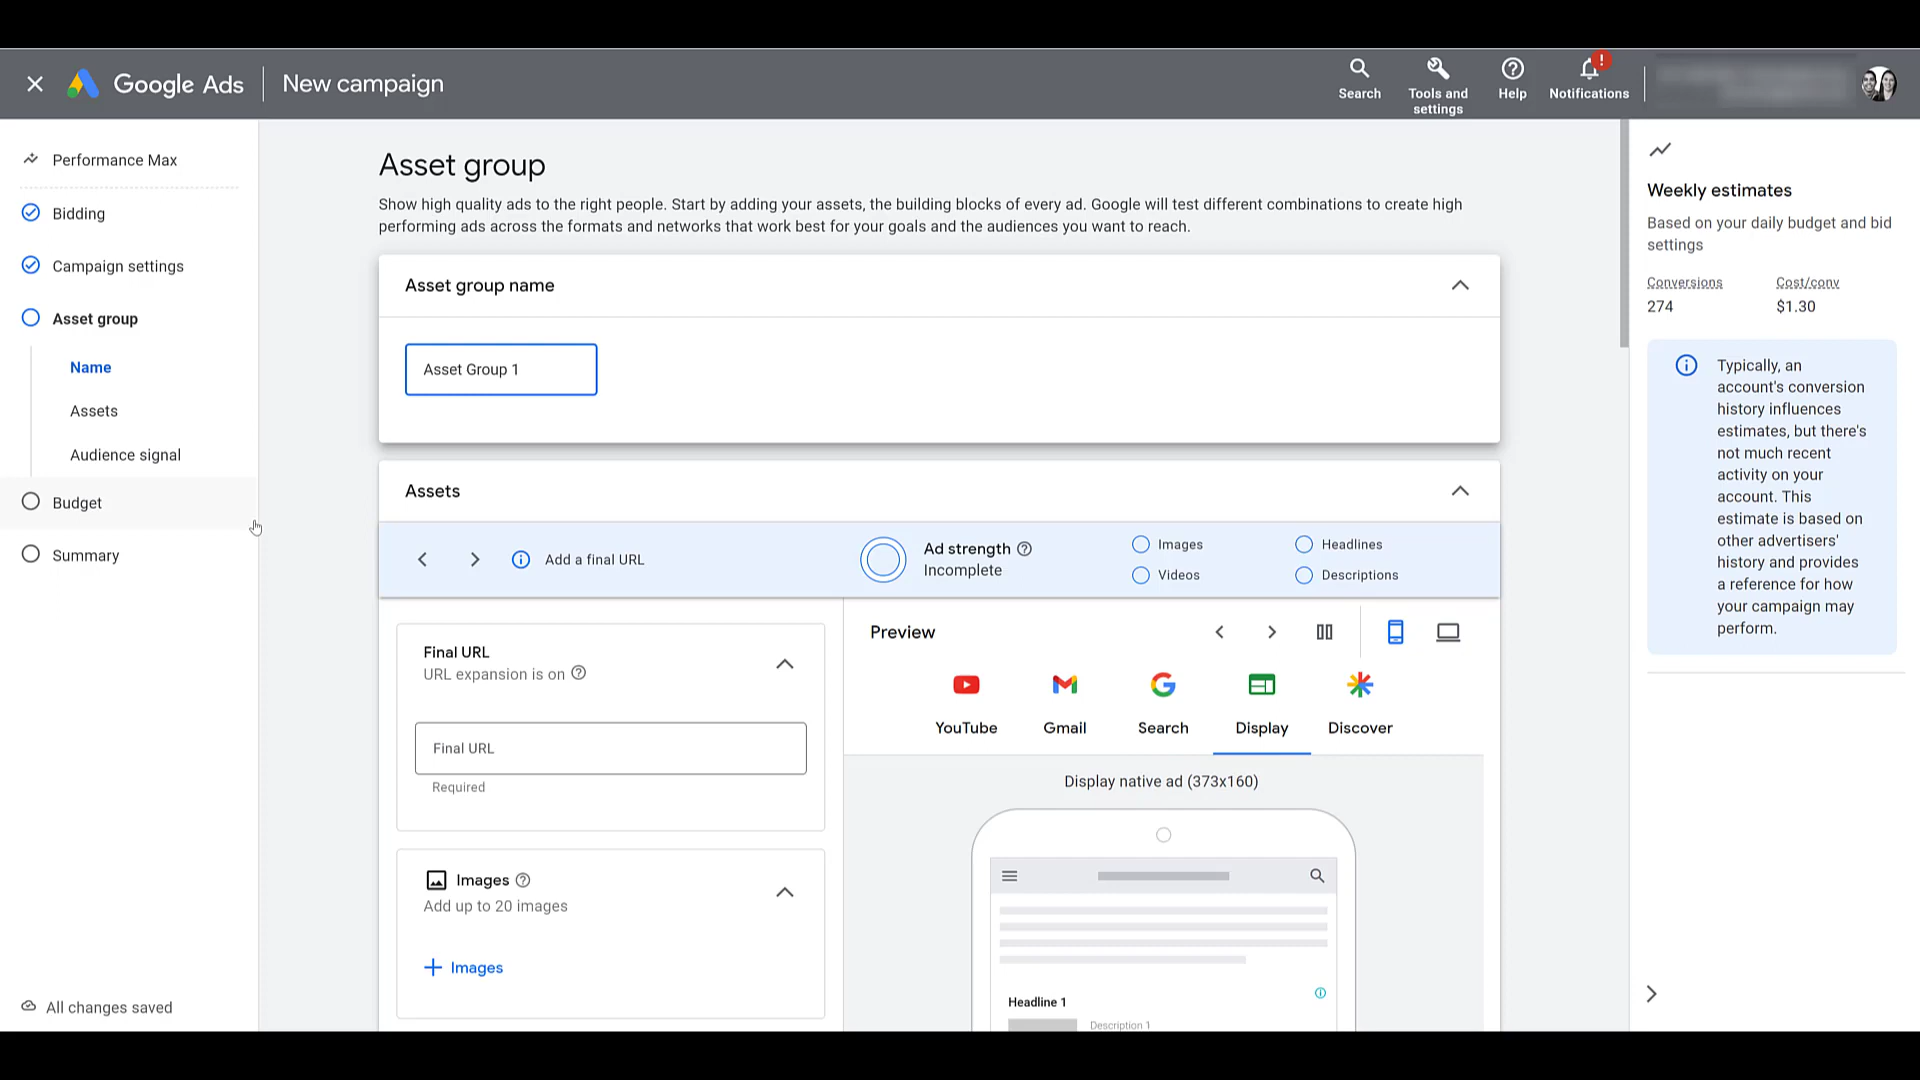 Google Ads
New campaign
Search
Tools and
settings
Help
!
Notifications
Performance Max
Bidding
Campaign settings
Asset group
Name
Assets
Audience signal
Budget
Summary
All changes saved
Asset group
Show high quality ads to the right people. Start by adding your assets, the building blocks of every ad. Google will test different combinations to create high
performing ads across the formats and networks that work best for your goals and the audiences you want to reach.
Asset group name
Asset Group 1
Assets
Add a final URL
Ad strength
Incomplete
Images
Headlines
Videos
Descriptions
Final URL
URL expansion is on
Final URL
Required
Images
Add up to 20 images
Images
Preview
YouTube
Gmail
Search
Display
Discover
Display native ad (373x160)
Headline 1
Description 1
Weekly estimates
Based on your daily budget and bid
settings
Conversions
Cost/conv
274
$1.30
Typically, an
account's conversion
history influences
estimates, but there's
not much recent
activity on your
account. This
estimate is based on
other advertisers'
history and provides
a reference for how
your campaign may
perform.